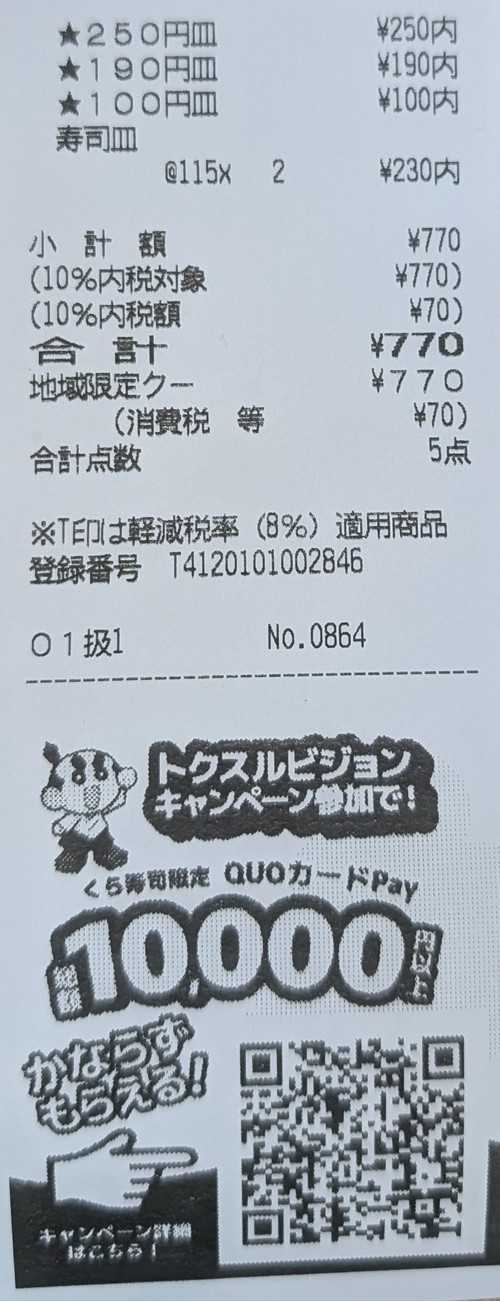 ★250円皿 ¥250内
★190円皿 ¥190内
★100円皿 ¥100内
寿司皿
@115x 2 ¥230内
小計額 ¥770
(10%内税対象 ¥770)
(10%内税額 ¥70)
合計 ¥770
地域限定クー ¥770
(消費税 等 ¥70)
合計点数 5点
※T印は軽減税率(8%)適用商品
登録番号 T4120101002846
01扱1 No.0864
トクスルビジョン
キャンペーン参加で!
くら寿司限定 QUOカードPay
総額10,000円以上
かならず
もらえる!
キャンペーン詳細
はこちら!